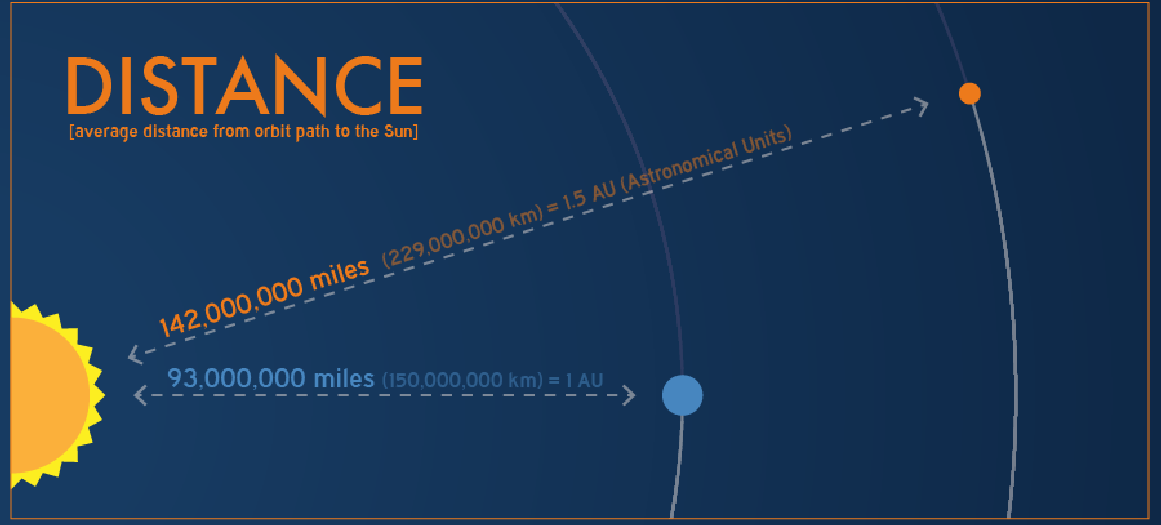 DISTANCE
[average distance from orbit path to the Sun]
142,000,000 miles (229,000,000 km) = 1.5 AU (Astronomical Units)
93,000,000 miles (150,000,000 km) = 1 AU